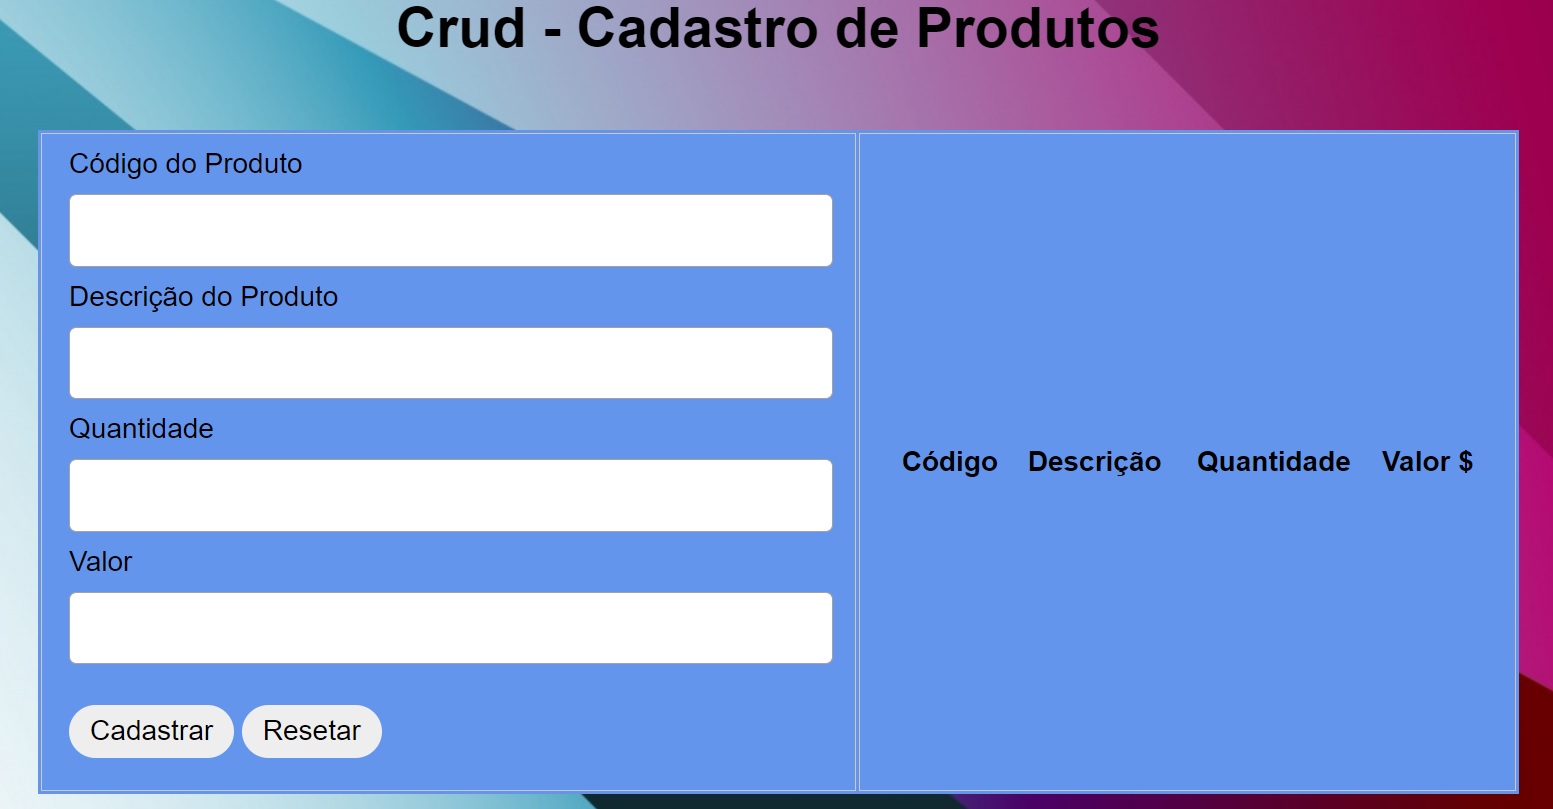 Crud - Cadastro de Produtos
Código do Produto
Descrição do Produto
Quantidade
Valor
Cadastrar Resetar
Código Descrição Quantidade Valor $